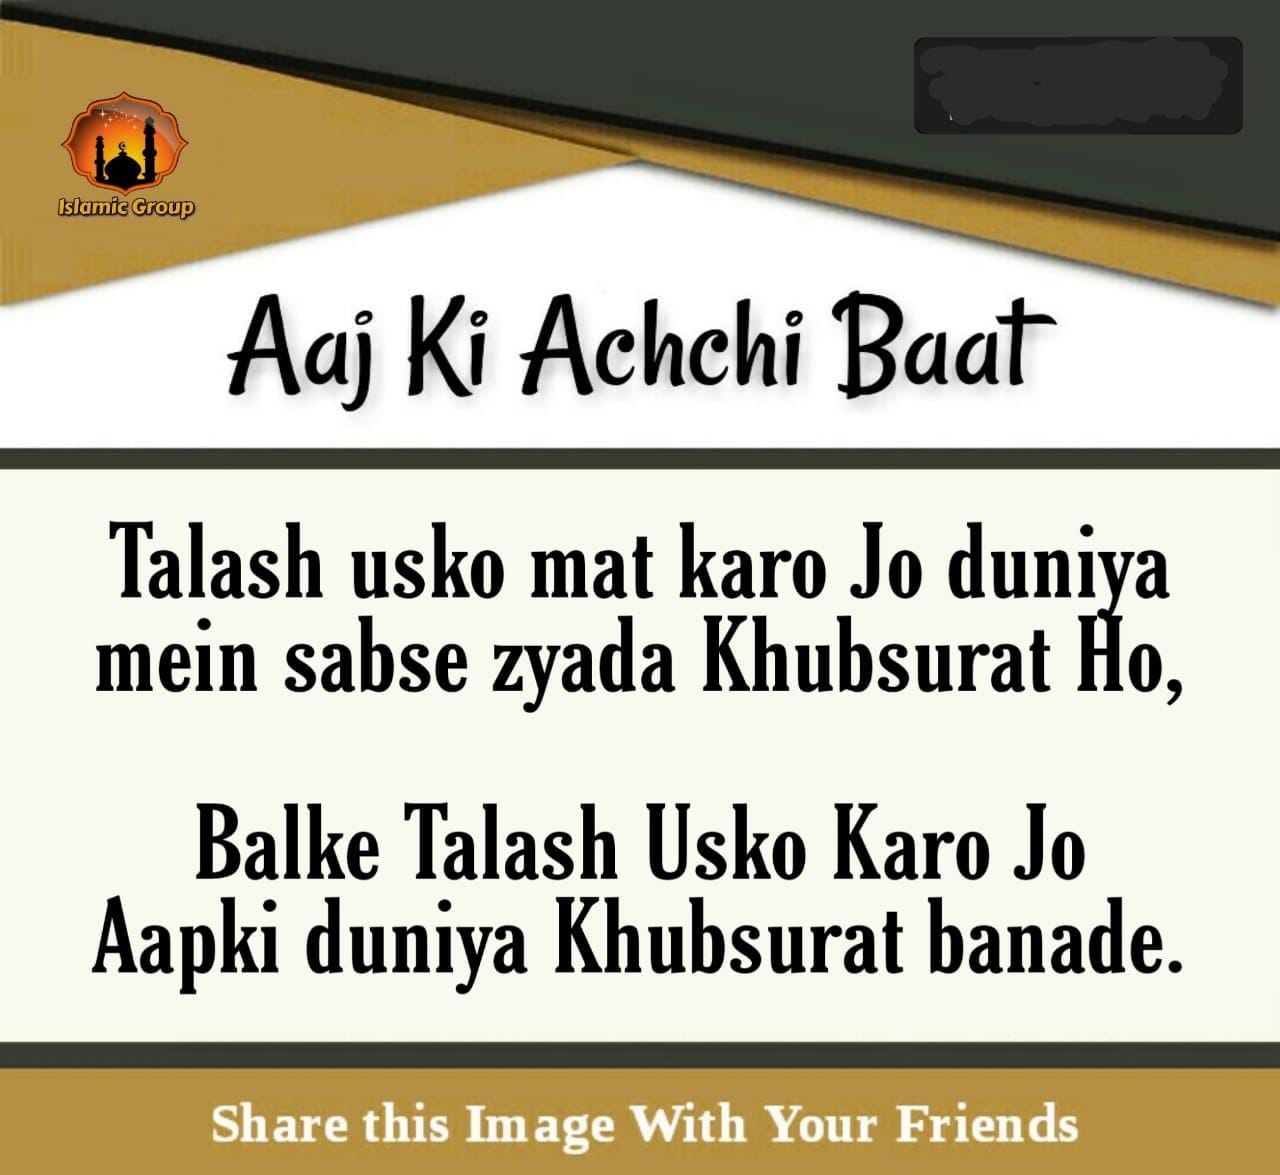 Islamic Group
Aaj Ki Achchi Baat
Talash usko mat karo Jo duniya
mein sabse zyada Khubsurat Ho,
Balke Talash Usko Karo Jo
Aapki duniya Khubsurat banade.
Share this Image With Your Friends